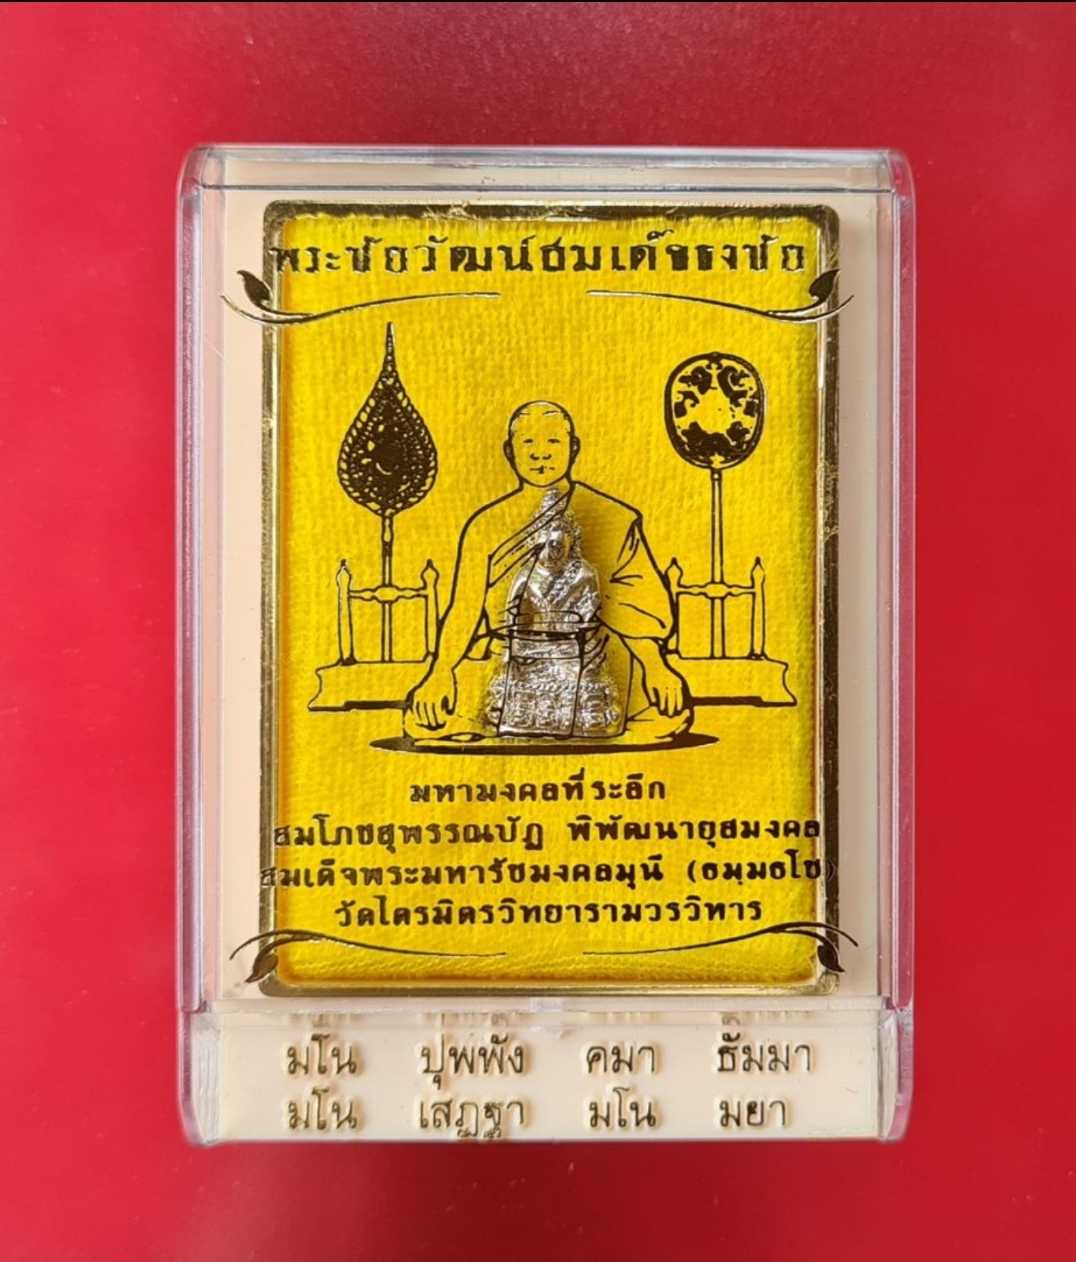 พระชัยวัฒน์สมเด็จธงชัย
มหามงคลที่ระลึก
สมโภชสุพรรณบัฏ พิพัฒนายุสมงคล
สมเด็จพระมหารัชมงคลมุนี (ธมฺมธโช)
วัดไตรมิตรวิทยารามวรวิหาร
มโน ปุพพัง คมา ธัมมา
มโน เสฏฐา มโน มยา